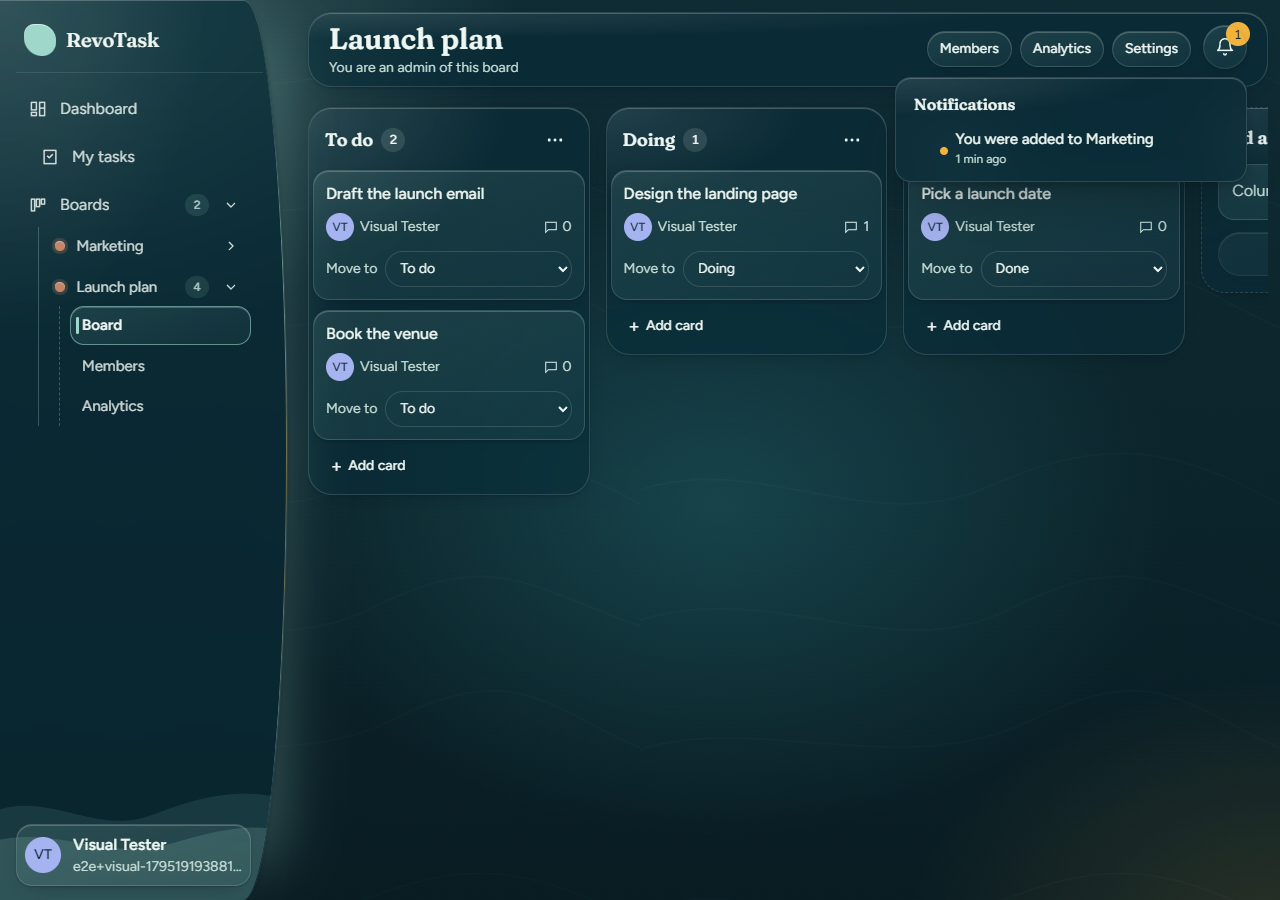 RevoTask
Dashboard
My tasks
Boards 2
Marketing
Launch plan 4
Board
Members
Analytics
Visual Tester
e2e+visual-179519193881...
Launch plan
You are an admin of this board
Members Analytics Settings 1
Notifications
You were added to Marketing
1 min ago
To do 2
Draft the launch email
VT Visual Tester 0
Move to To do
Book the venue
VT Visual Tester 0
Move to To do
+ Add card
Doing 1
Design the landing page
VT Visual Tester 1
Move to Doing
+ Add card
Pick a launch date
VT Visual Tester 0
Move to Done
+ Add card
VT